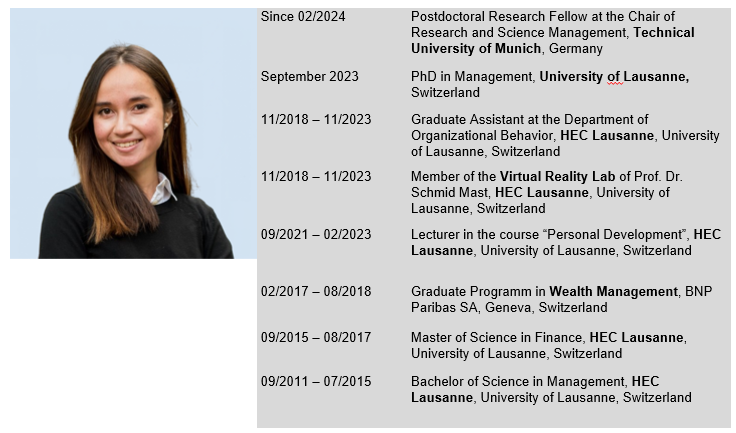 Since 02/2024 Postdoctoral Research Fellow at the Chair of
Research and Science Management, Technical
University of Munich, Germany
September 2023 PhD in Management, University of Lausanne,
Switzerland
11/2018 – 11/2023 Graduate Assistant at the Department of
Organizational Behavior, HEC Lausanne, University
of Lausanne, Switzerland
11/2018 – 11/2023 Member of the Virtual Reality Lab of Prof. Dr.
Schmid Mast, HEC Lausanne, University of
Lausanne, Switzerland
09/2021 – 02/2023 Lecturer in the course “Personal Development”, HEC
Lausanne, University of Lausanne, Switzerland
02/2017 – 08/2018 Graduate Programm in Wealth Management, BNP
Paribas SA, Geneva, Switzerland
09/2015 – 08/2017 Master of Science in Finance, HEC Lausanne,
University of Lausanne, Switzerland
09/2011 – 07/2015 Bachelor of Science in Management, HEC
Lausanne, University of Lausanne, Switzerland